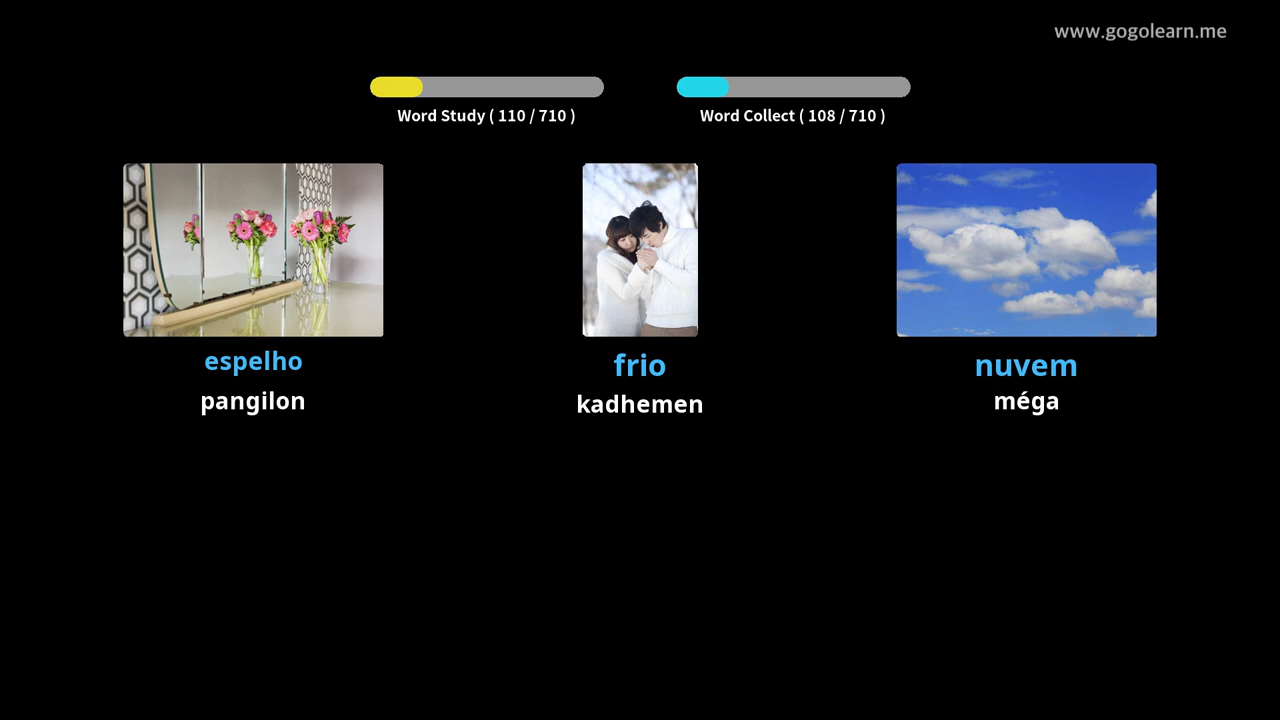 www.gogolearn.me
Word Study ( 110 / 710 )
Word Collect ( 108 / 710 )
espelho
frio
nuvem
pangilon
kadhemen
méga